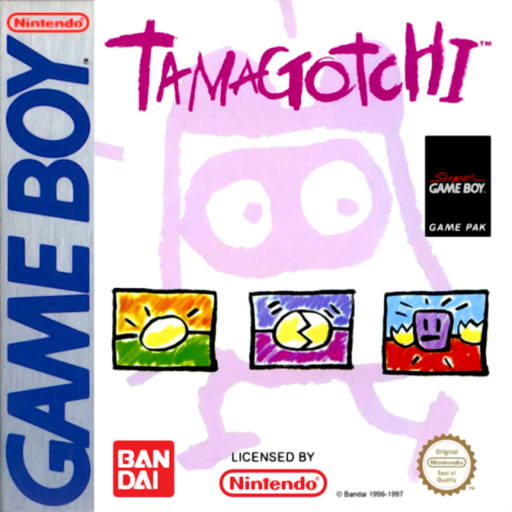 Nintendo
GAME BOY
TAMAGOTCHI™
Super
GAME BOY
GAME PAK
BAN
DAI
LICENSED BY
Nintendo
© Bandai 1996-1997
Original
Nintendo
Seal of
Quality